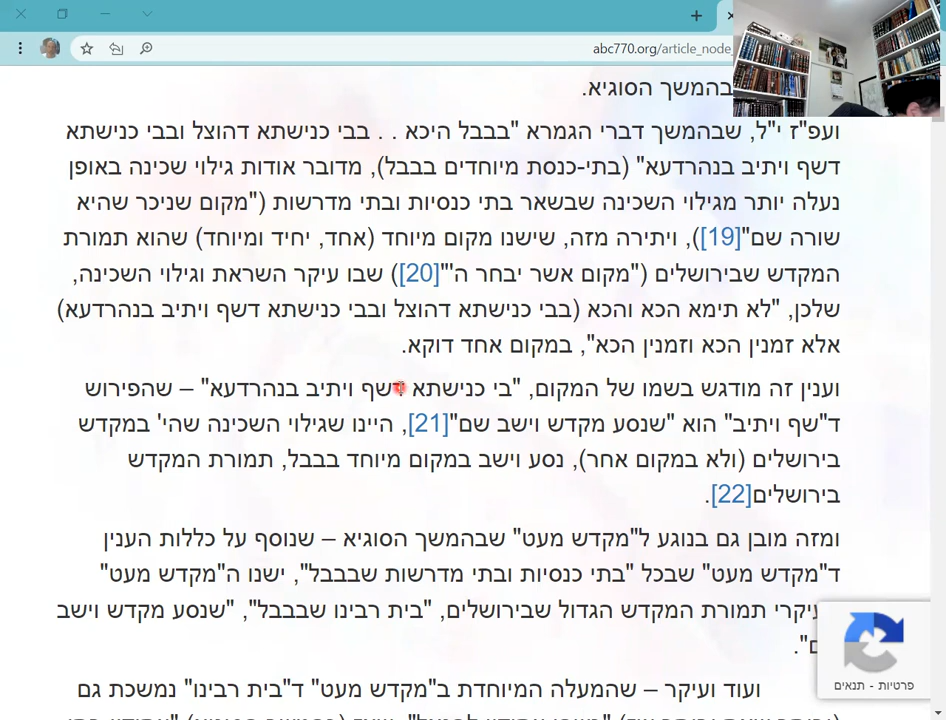 abc770.org/article_node_
בהמשך הסוגיא.
ועפ"ז י"ל, שבהמשך דברי הגמרא "בבבל היכא . . בבי כנישתא דהוצל ובבי כנישתא
דשף ויתיב בנהרדעא" (בתי-כנסת מיוחדים בבבל), מדובר אודות גילוי שכינה באופן
נעלה יותר מגילוי השכינה שבשאר בתי כנסיות ובתי מדרשות ("מקום שניכר שהיא
שורה שם"[19]), ויתירה מזה, שישנו מקום מיוחד (אחד, יחיד ומיוחד) שהוא תמורת
המקדש שבירושלים ("מקום אשר יבחר ה'"[20]) שבו עיקר השראת וגילוי השכינה,
שלכן, "לא תימא הכא והכא (בבי כנישתא דהוצל ובבי כנישתא דשף ויתיב בנהרדעא)
אלא זמנין הכא וזמנין הכא", במקום אחד דוקא.
וענין זה מודגש בשמו של המקום, "בי כנישתא דשף ויתיב בנהרדעא" – שהפירוש
ד"שף ויתיב" הוא "שנסע מקדש וישב שם"[21], היינו שגילוי השכינה שהי' במקדש
בירושלים (ולא במקום אחר), נסע וישב במקום מיוחד בבבל, תמורת המקדש
בירושלים[22].
ומזה מובן גם בנוגע ל"מקדש מעט" שבהמשך הסוגיא – שנוסף על כללות הענין
ד"מקדש מעט" שבכל "בתי כנסיות ובתי מדרשות שבבבל", ישנו ה"מקדש מעט"
עיקרי תמורת המקדש הגדול שבירושלים, "בית רבינו שבבבל", "שנסע מקדש וישב
ועוד ועיקר – שהמעלה המיוחדת ב"מקדש מעט" ד"בית רבינו" נמשכת גם
פרטיות - תנאים